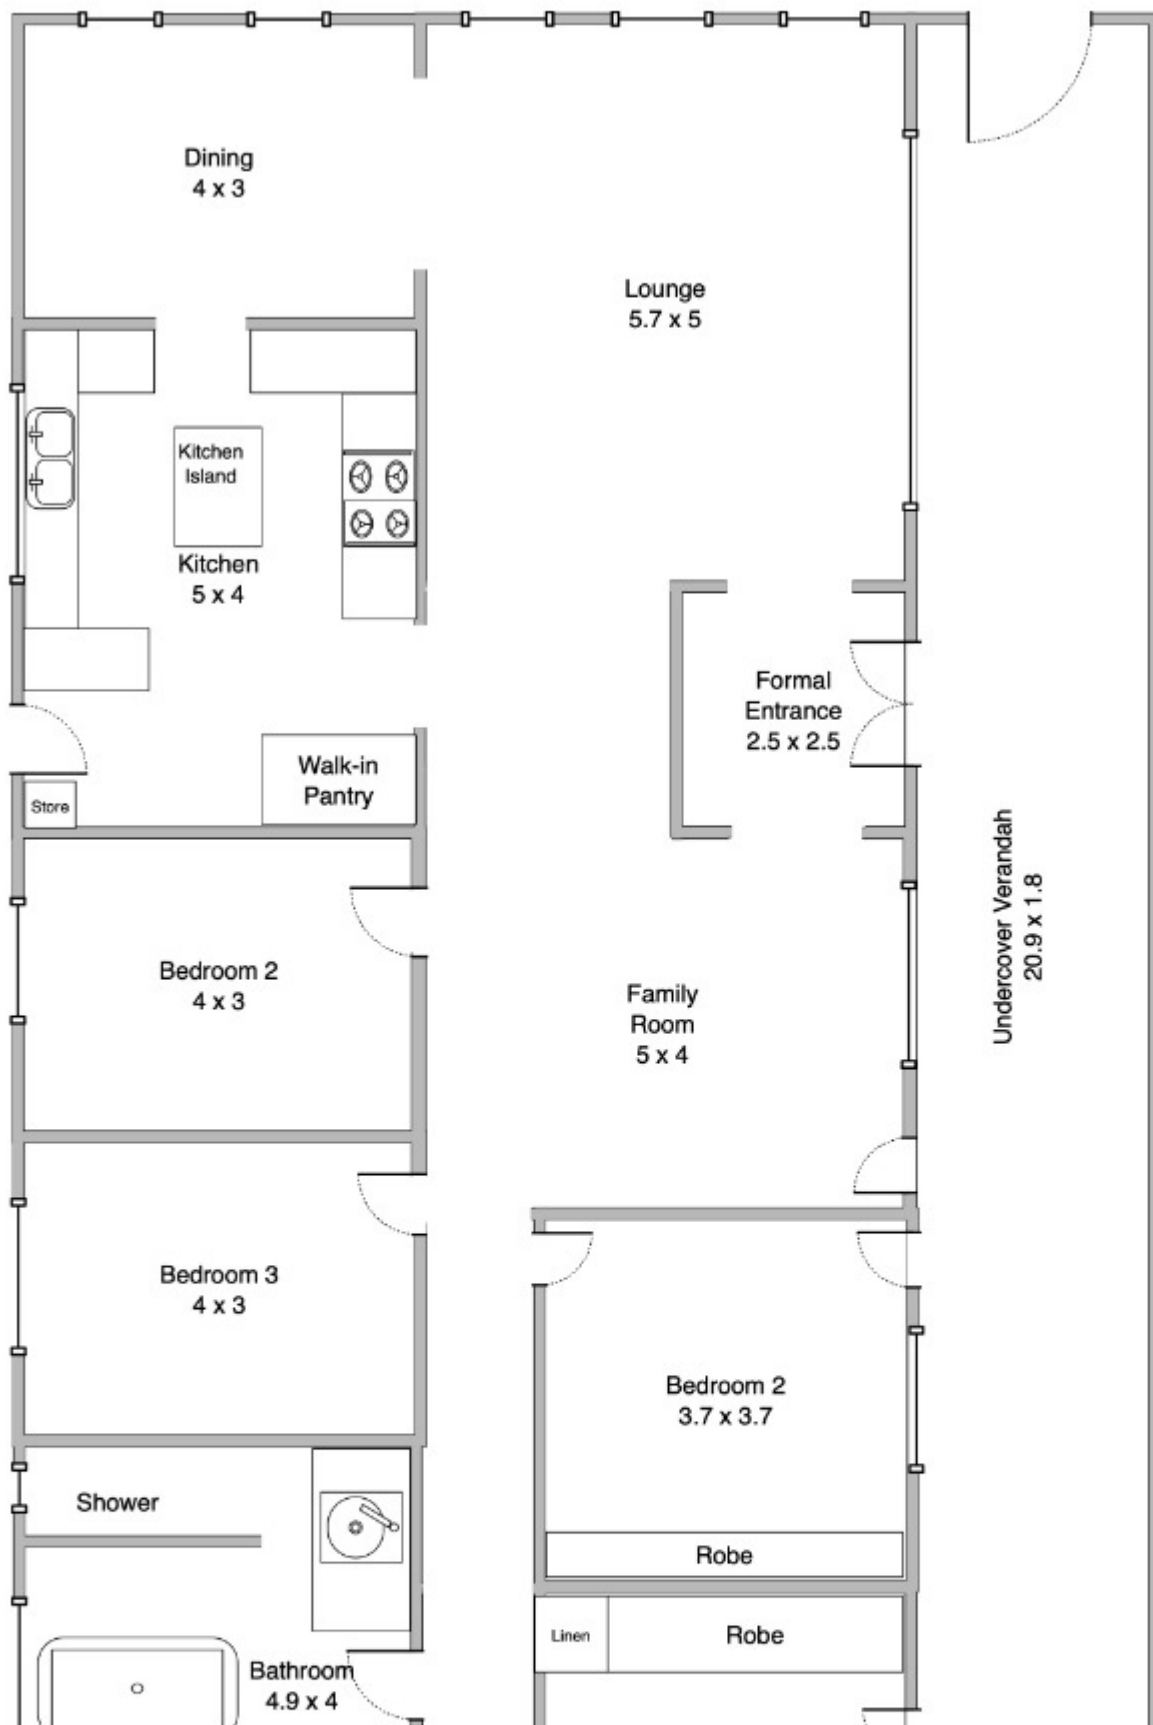 Dining
4 x 3
Lounge
5.7 x 5
Kitchen
Island
Kitchen
5 x 4
Formal
Entrance
2.5 x 2.5
Walk-in
Pantry
Store
Undercover Verandah
20.9 x 1.8
Bedroom 2
4 x 3
Family
Room
5 x 4
Bedroom 3
4 x 3
Bedroom 2
3.7 x 3.7
Shower
Robe
Linen
Robe
Bathroom
4.9 x 4